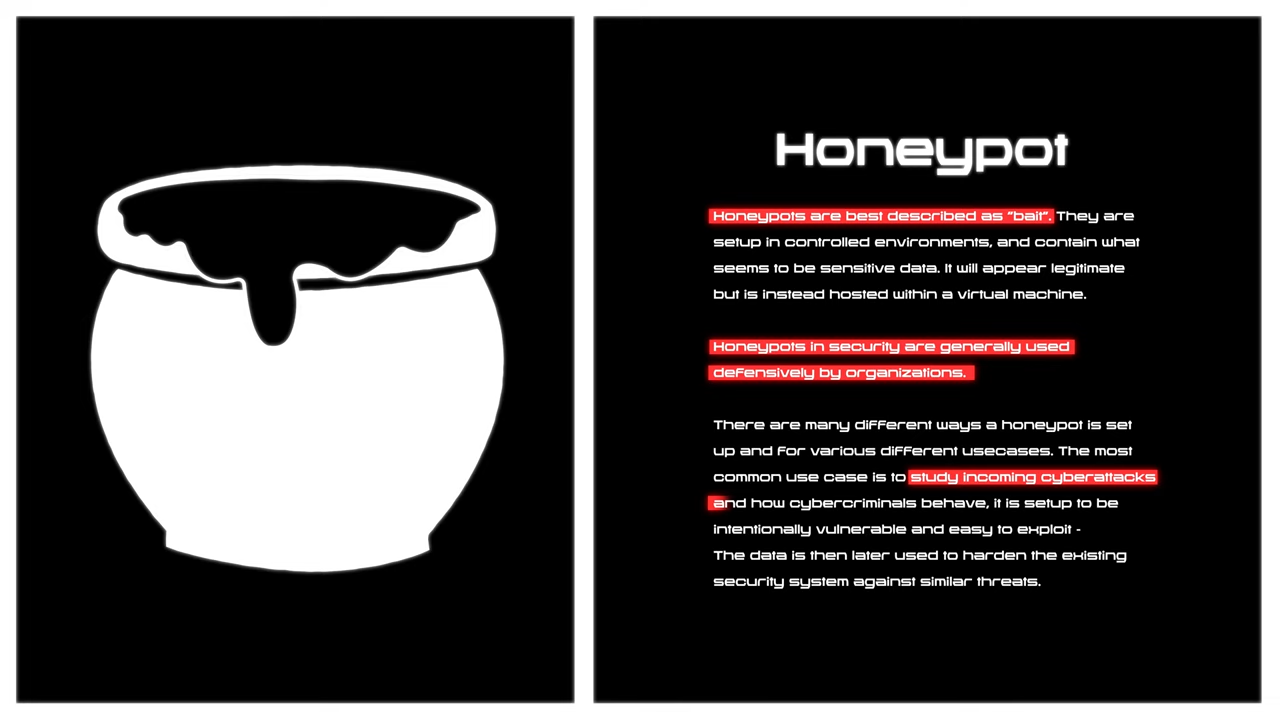 Honeypot
Honeypots are best described as "bait". They are
setup in controlled environments, and contain what
seems to be sensitive data. It will appear legitimate
but is instead hosted within a virtual machine.
Honeypots in security are generally used
defensively by organizations.
There are many different ways a honeypot is set
up and for various different usecases. The most
common use case is to study incoming cyberattacks
and how cybercriminals behave, it is setup to be
intentionally vulnerable and easy to exploit -
The data is then later used to harden the existing
security system against similar threats.